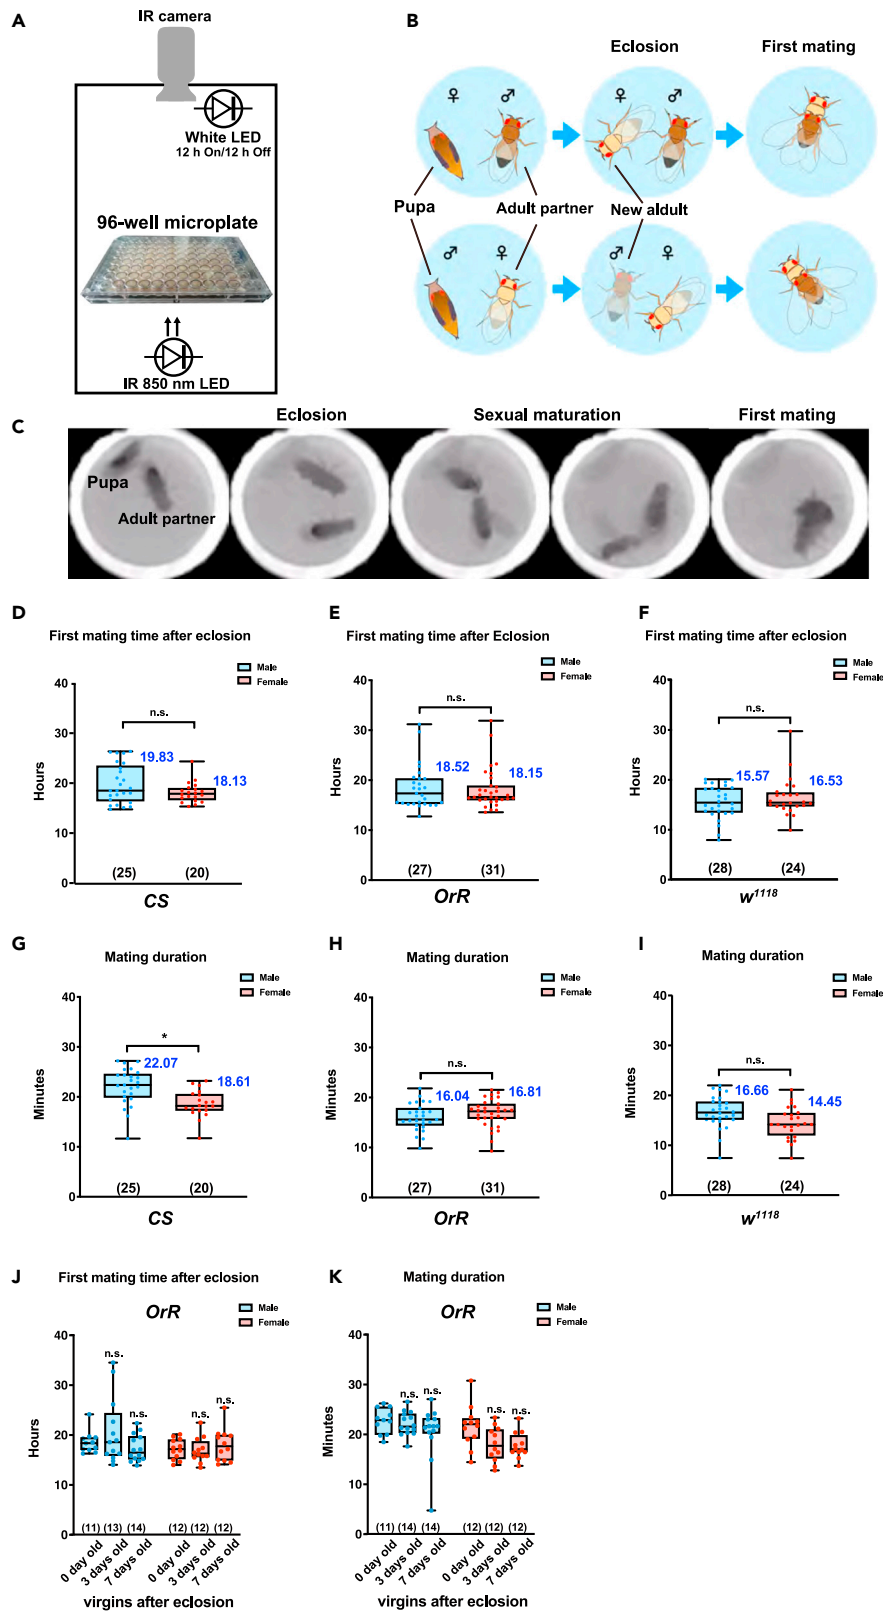 A
IR camera
White LED
12 h On/12 h Off
96-well microplate
IR 850 nm LED
B
Eclosion
First mating
♀
♂
♀
♂
Pupa
Adult partner
New aldult
♂
♀
♂
♀
C
Eclosion
Sexual maturation
First mating
Pupa
Adult partner
D
First mating time after eclosion
Male
Female
Hours
40
30
20
10
0
n.s.
19.83
18.13
(25)
(20)
CS
E
First mating time after Eclosion
Male
Female
Hours
40
30
20
10
0
n.s.
18.52
18.15
(27)
(31)
OrR
F
First mating time after eclosion
Male
Female
Hours
40
30
20
10
0
n.s.
15.57
16.53
(28)
(24)
w1118
G
Mating duration
Male
Female
Minutes
40
30
20
10
0
*
22.07
18.61
(25)
(20)
CS
H
Mating duration
Male
Female
Minutes
40
30
20
10
0
n.s.
16.04
16.81
(27)
(31)
OrR
I
Mating duration
Male
Female
Minutes
40
30
20
10
0
n.s.
16.66
14.45
(28)
(24)
w1118
J
First mating time after eclosion
OrR
Male
Female
Hours
40
30
20
10
0
n.s.
n.s.
n.s.
n.s.
(11)
(13)
(14)
(12)
(12)
(12)
0 day old
3 days old
7 days old
0 day old
3 days old
7 days old
virgins after eclosion
K
Mating duration
OrR
Male
Female
Minutes
40
30
20
10
0
n.s.
n.s.
n.s.
n.s.
(11)
(14)
(14)
(12)
(12)
(12)
0 day old
3 days old
7 days old
0 day old
3 days old
7 days old
virgins after eclosion